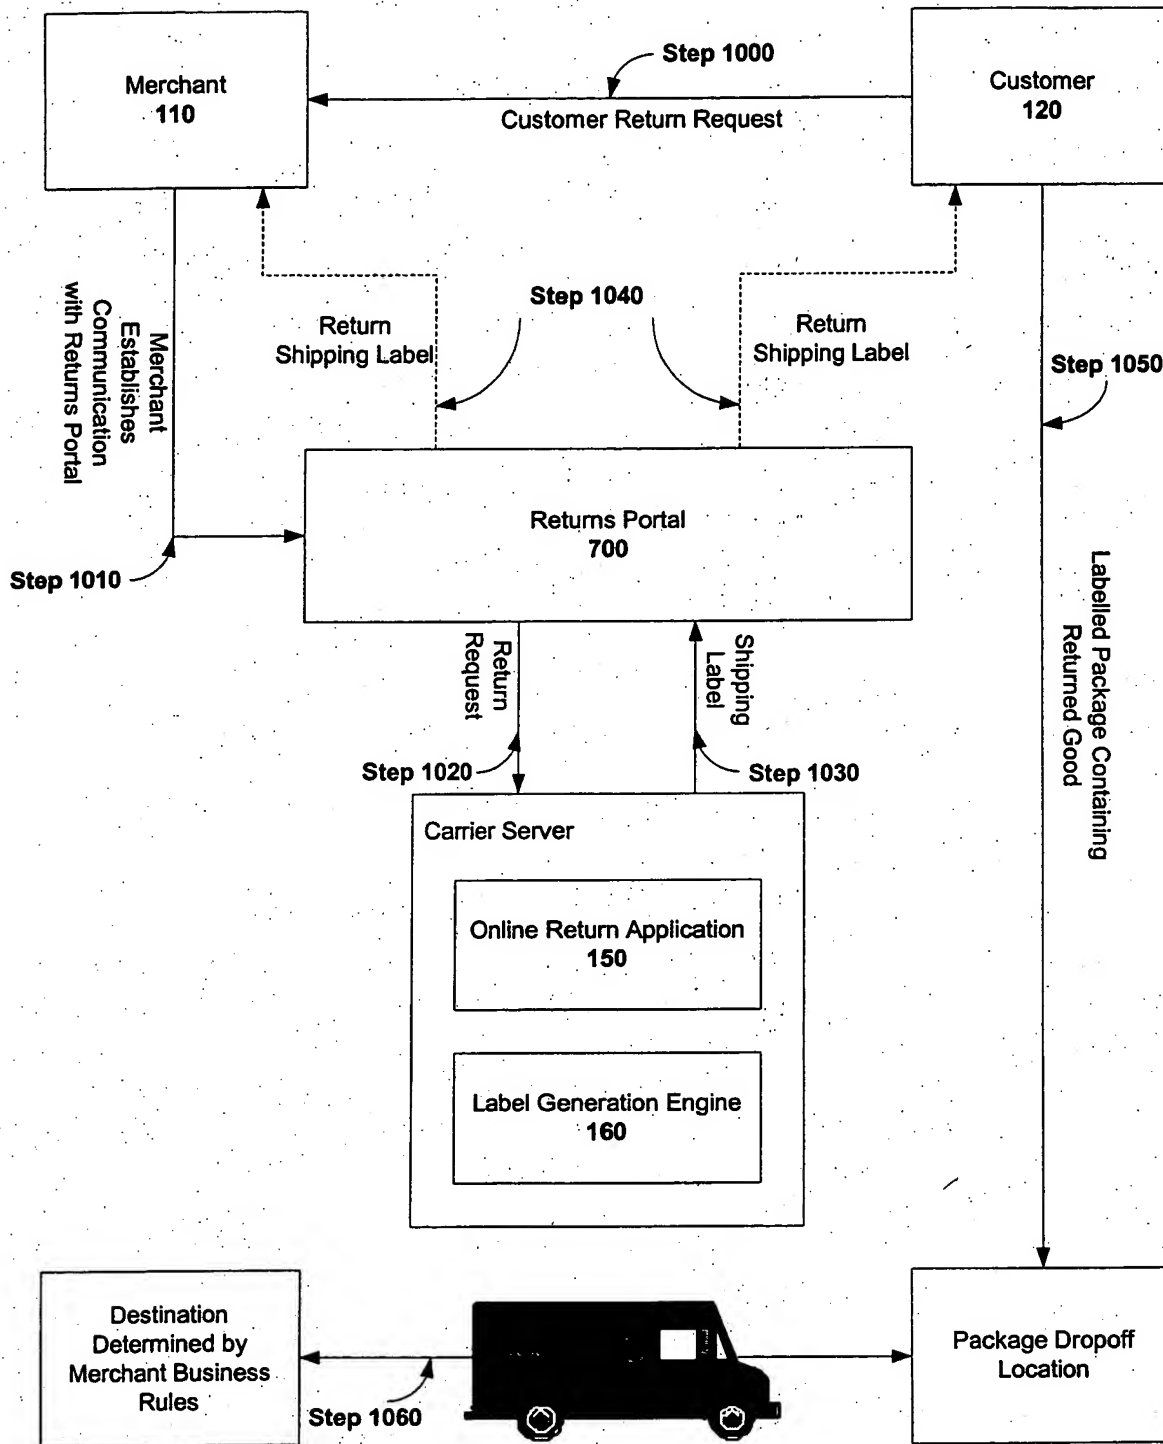 Step 1000
Merchant
110
Customer
120
Customer Return Request
Step 1040
Return
Shipping Label
Return
Shipping Label
Merchant
Establishes
Communication
with Returns Portal
Step 1050
Returns Portal
700
Step 1010
Labelled Package Containing
Returned Good
Return
Request
Shipping
Label
Step 1020
Step 1030
Carrier Server
Online Return Application
150
Label Generation Engine
160
Destination
Determined by
Merchant Business
Rules
Step 1060
Package Dropoff
Location